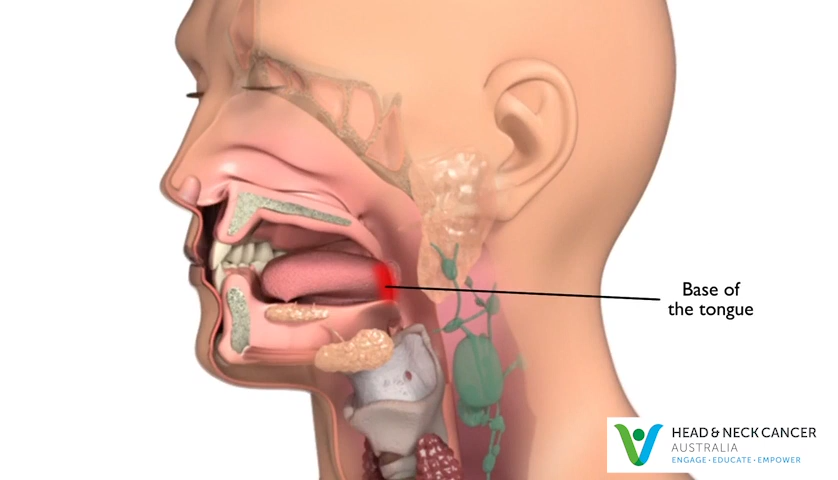 Base of
the tongue
HEAD & NECK CANCER
AUSTRALIA
ENGAGE · EDUCATE · EMPOWER